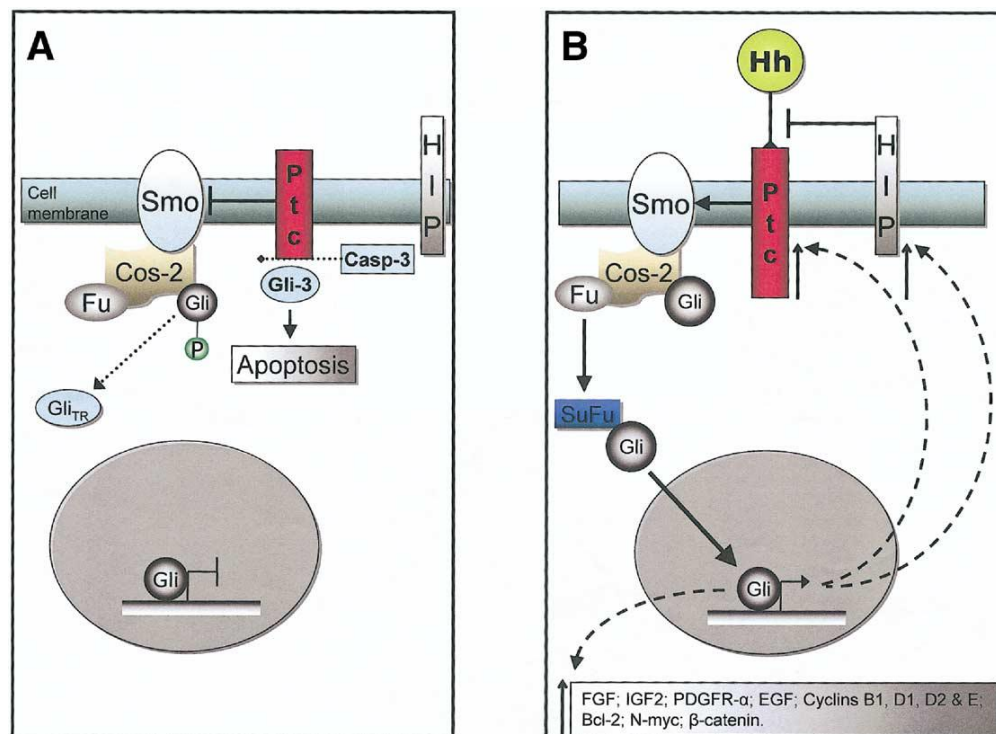 A
H
I
P
P
t
c
Cell
membrane
Smo
Casp-3
Cos-2
Gli-3
Fu
Gli
P
Apoptosis
GliTR
Gli
B
Hh
H
I
P
P
t
c
Smo
Cos-2
Fu
Gli
SuFu
Gli
Gli
FGF; IGF2; PDGFR-α; EGF; Cyclins B1, D1, D2 & E;
Bcl-2; N-myc; β-catenin.